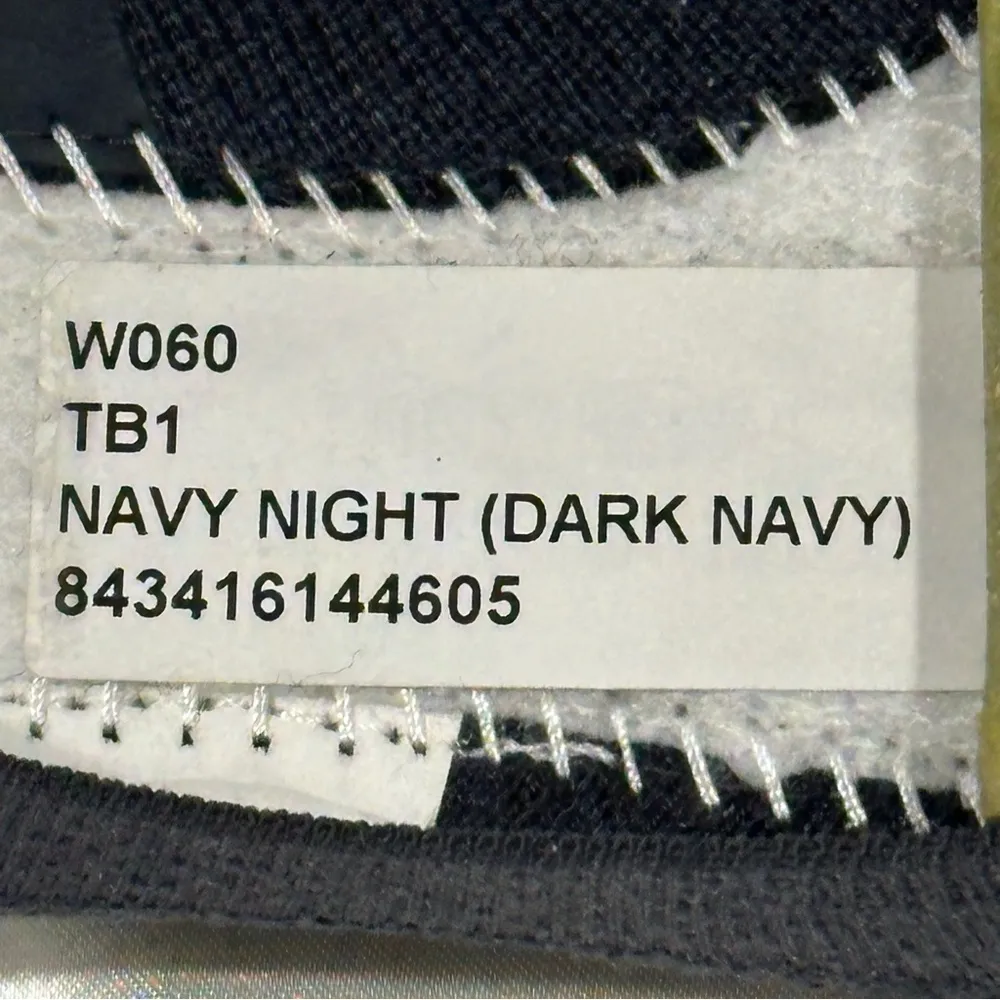 W060
TB1
NAVY NIGHT (DARK NAVY)
843416144605